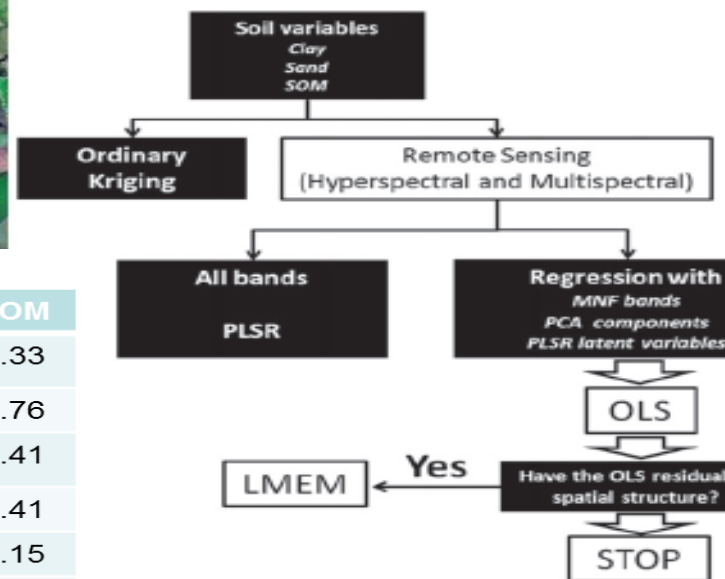 Soil variables
Clay
Sand
SOM
Ordinary
Kriging
Remote Sensing
(Hyperspectral and Multispectral)
All bands
PLSR
Regression with
MNF bands
PCA components
PLSR latent variables
OLS
Have the OLS residual
spatial structure?
Yes
LMEM
STOP
OM
.33
.76
.41
.41
.15